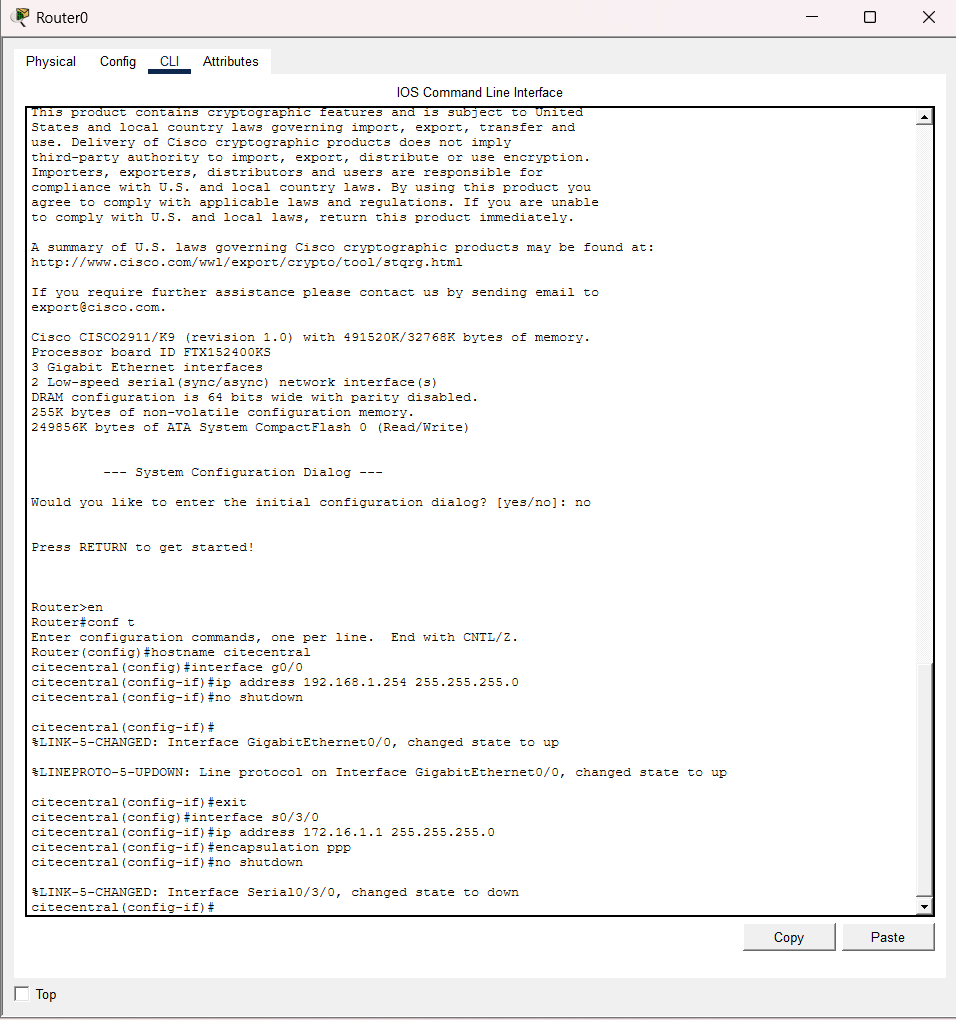 Router0
Physical Config CLI Attributes
IOS Command Line Interface
This product contains cryptographic features and is subject to United
States and local country laws governing import, export, transfer and
use. Delivery of Cisco cryptographic products does not imply
third-party authority to import, export, distribute or use encryption.
Importers, exporters, distributors and users are responsible for
compliance with U.S. and local country laws. By using this product you
agree to comply with applicable laws and regulations. If you are unable
to comply with U.S. and local laws, return this product immediately.
A summary of U.S. laws governing Cisco cryptographic products may be found at:
http://www.cisco.com/wwl/export/crypto/tool/stqrg.html
If you require further assistance please contact us by sending email to
export@cisco.com.
Cisco CISCO2911/K9 (revision 1.0) with 491520K/32768K bytes of memory.
Processor board ID FTX152400KS
3 Gigabit Ethernet interfaces
2 Low-speed serial(sync/async) network interface(s)
DRAM configuration is 64 bits wide with parity disabled.
255K bytes of non-volatile configuration memory.
249856K bytes of ATA System CompactFlash 0 (Read/Write)
--- System Configuration Dialog ---
Would you like to enter the initial configuration dialog? [yes/no]: no
Press RETURN to get started!
Router>en
Router#conf t
Enter configuration commands, one per line.  End with CNTL/Z.
Router(config)#hostname citecentral
citecentral(config)#interface g0/0
citecentral(config-if)#ip address 192.168.1.254 255.255.255.0
citecentral(config-if)#no shutdown
citecentral(config-if)#
%LINK-5-CHANGED: Interface GigabitEthernet0/0, changed state to up
%LINEPROTO-5-UPDOWN: Line protocol on Interface GigabitEthernet0/0, changed state to up
citecentral(config-if)#exit
citecentral(config)#interface s0/3/0
citecentral(config-if)#ip address 172.16.1.1 255.255.255.0
citecentral(config-if)#encapsulation ppp
citecentral(config-if)#no shutdown
%LINK-5-CHANGED: Interface Serial0/3/0, changed state to down
citecentral(config-if)#
Copy Paste
Top